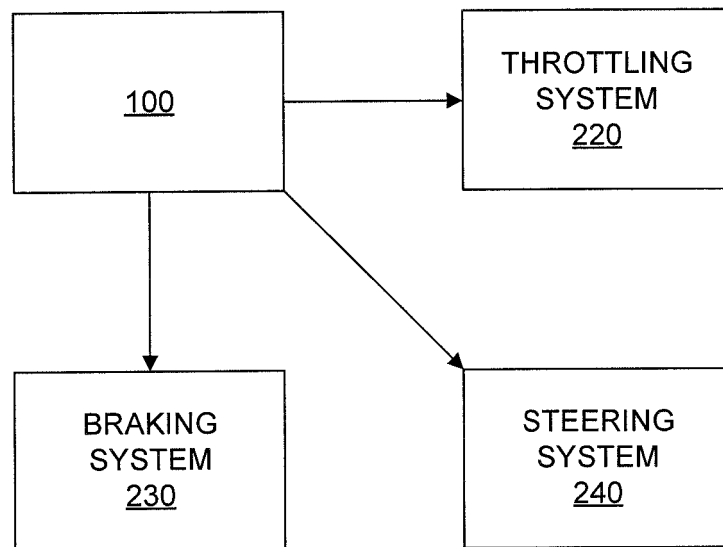 100
THROTTLING
SYSTEM
220
BRAKING
SYSTEM
230
STEERING
SYSTEM
240